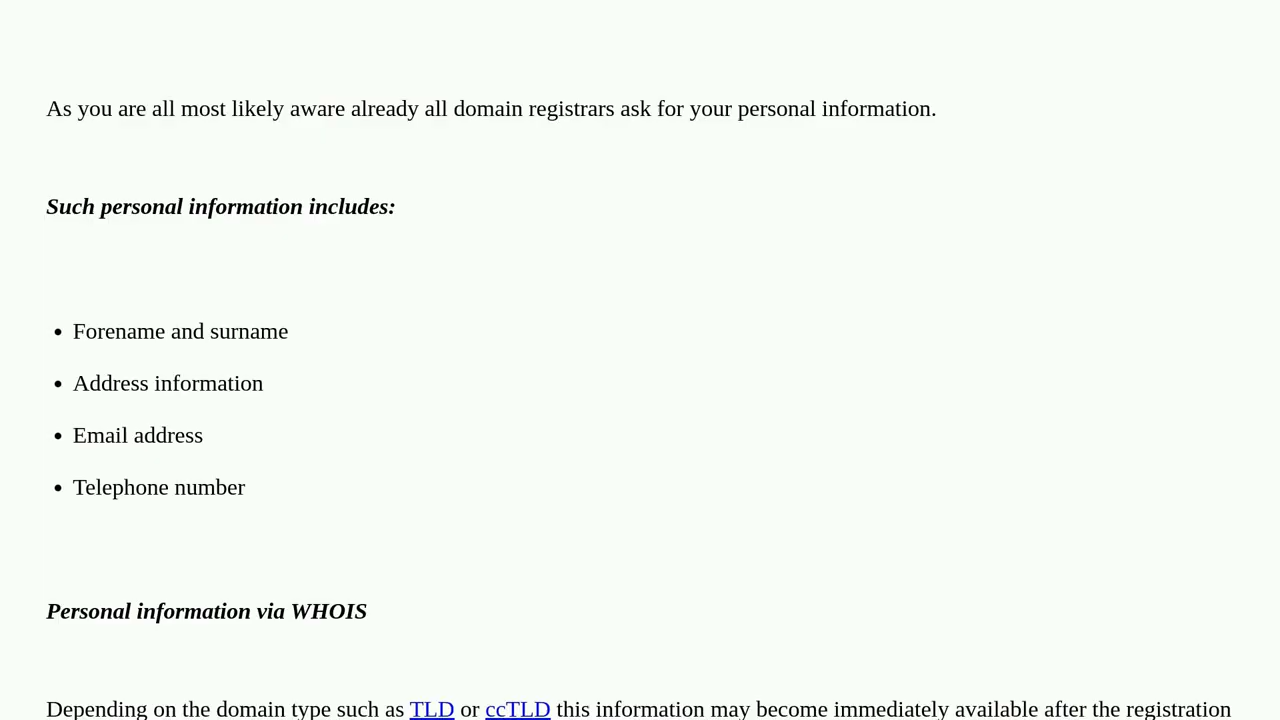 As you are all most likely aware already all domain registrars ask for your personal information.
Such personal information includes:
• Forename and surname
• Address information
• Email address
• Telephone number
Personal information via WHOIS
Depending on the domain type such as TLD or ccTLD this information may become immediately available after the registration